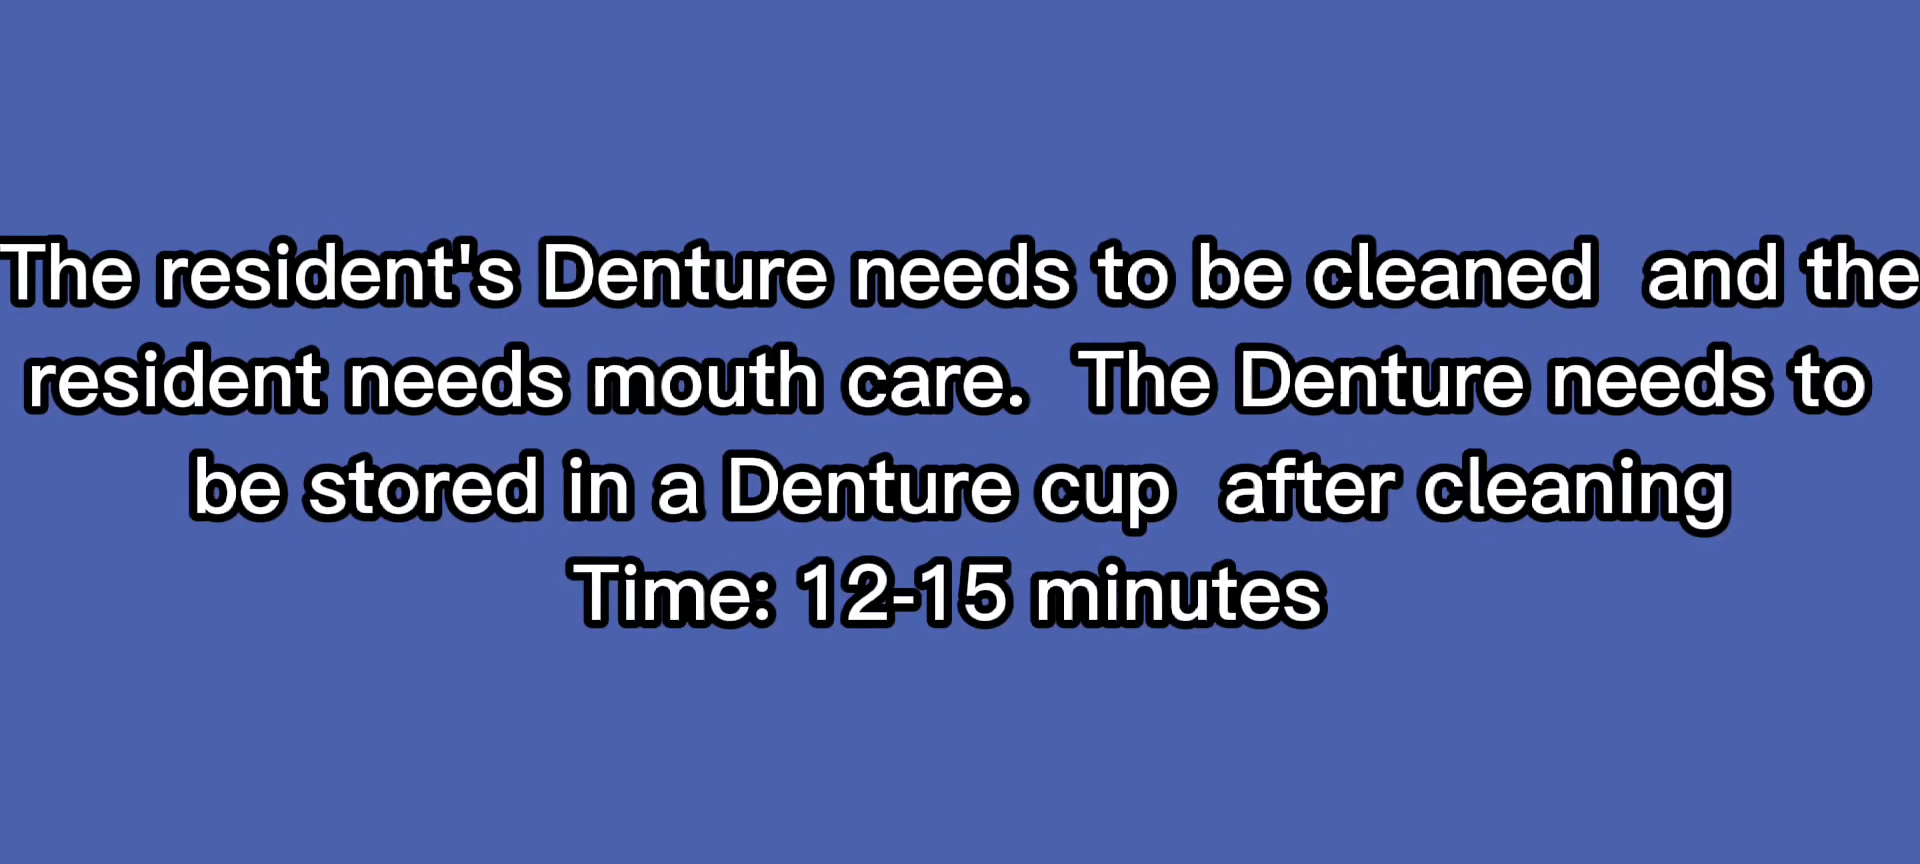 The resident's Denture needs to be cleaned  and the
resident needs mouth care.  The Denture needs to
be stored in a Denture cup  after cleaning
Time: 12-15 minutes